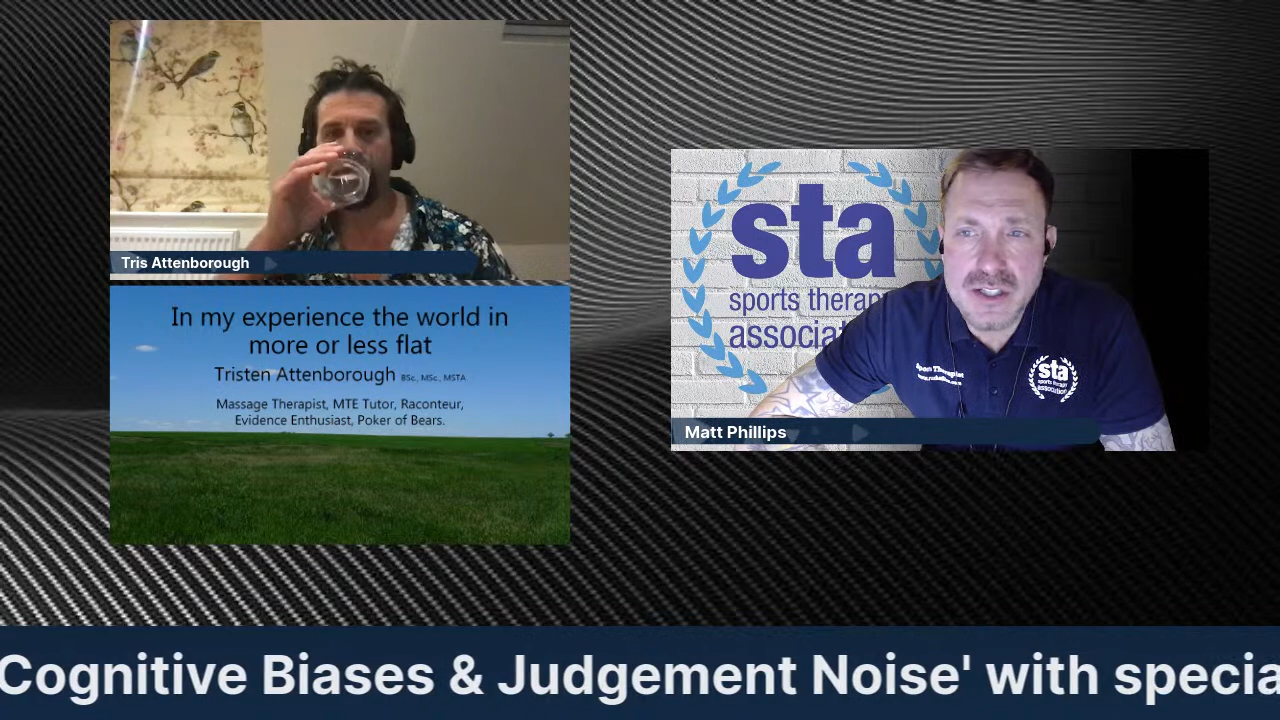 Tris Attenborough
In my experience the world in
more or less flat
Tristen Attenborough BSc., MSc., MSTA
Massage Therapist, MTE Tutor, Raconteur,
Evidence Enthusiast, Poker of Bears.
sta
sports therap
associat
Sports Therapist
sta
sports therapy
association
Matt Phillips
Cognitive Biases & Judgement Noise' with specia